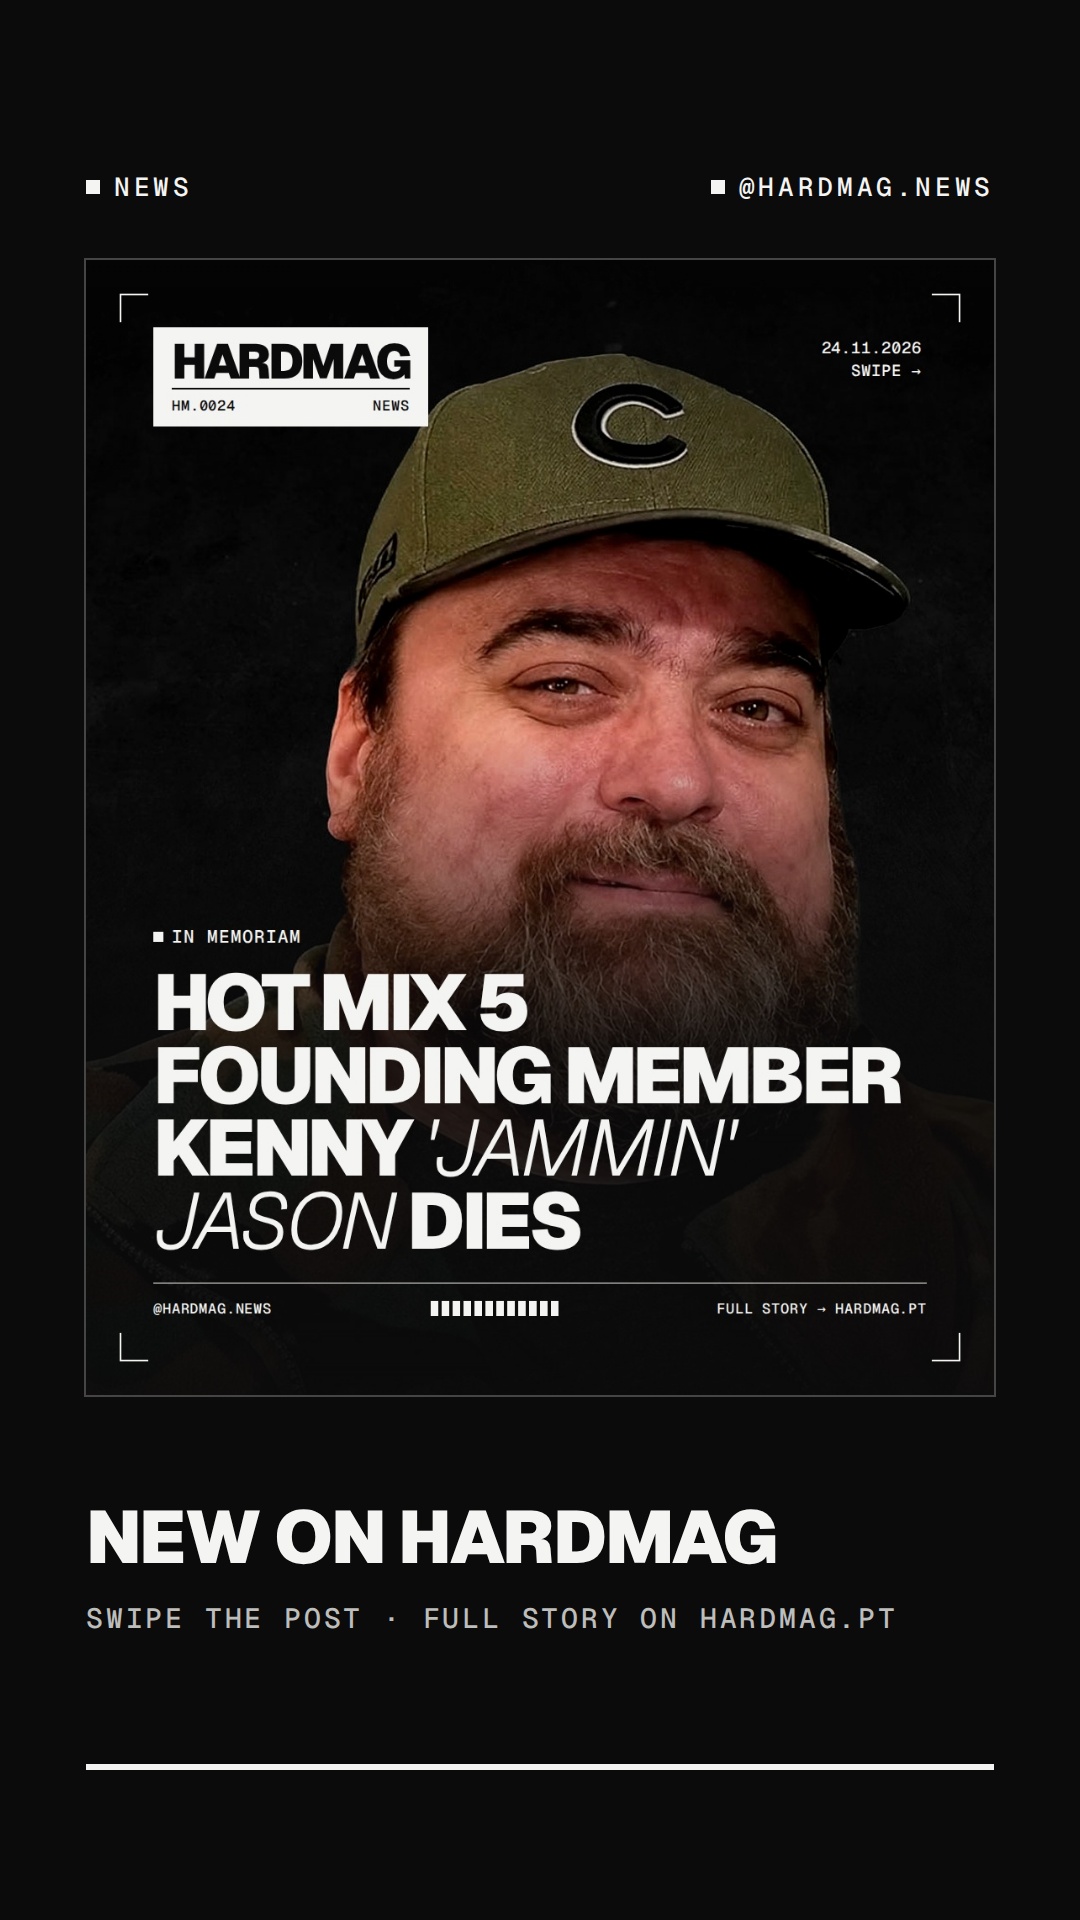 NEWS
@HARDMAG.NEWS
HARDMAG
HM.0024 NEWS
24.11.2026
SWIPE →
C
IN MEMORIAM
HOT MIX 5
FOUNDING MEMBER
KENNY 'JAMMIN'
JASON DIES
@HARDMAG.NEWS
FULL STORY → HARDMAG.PT
NEW ON HARDMAG
SWIPE THE POST · FULL STORY ON HARDMAG.PT